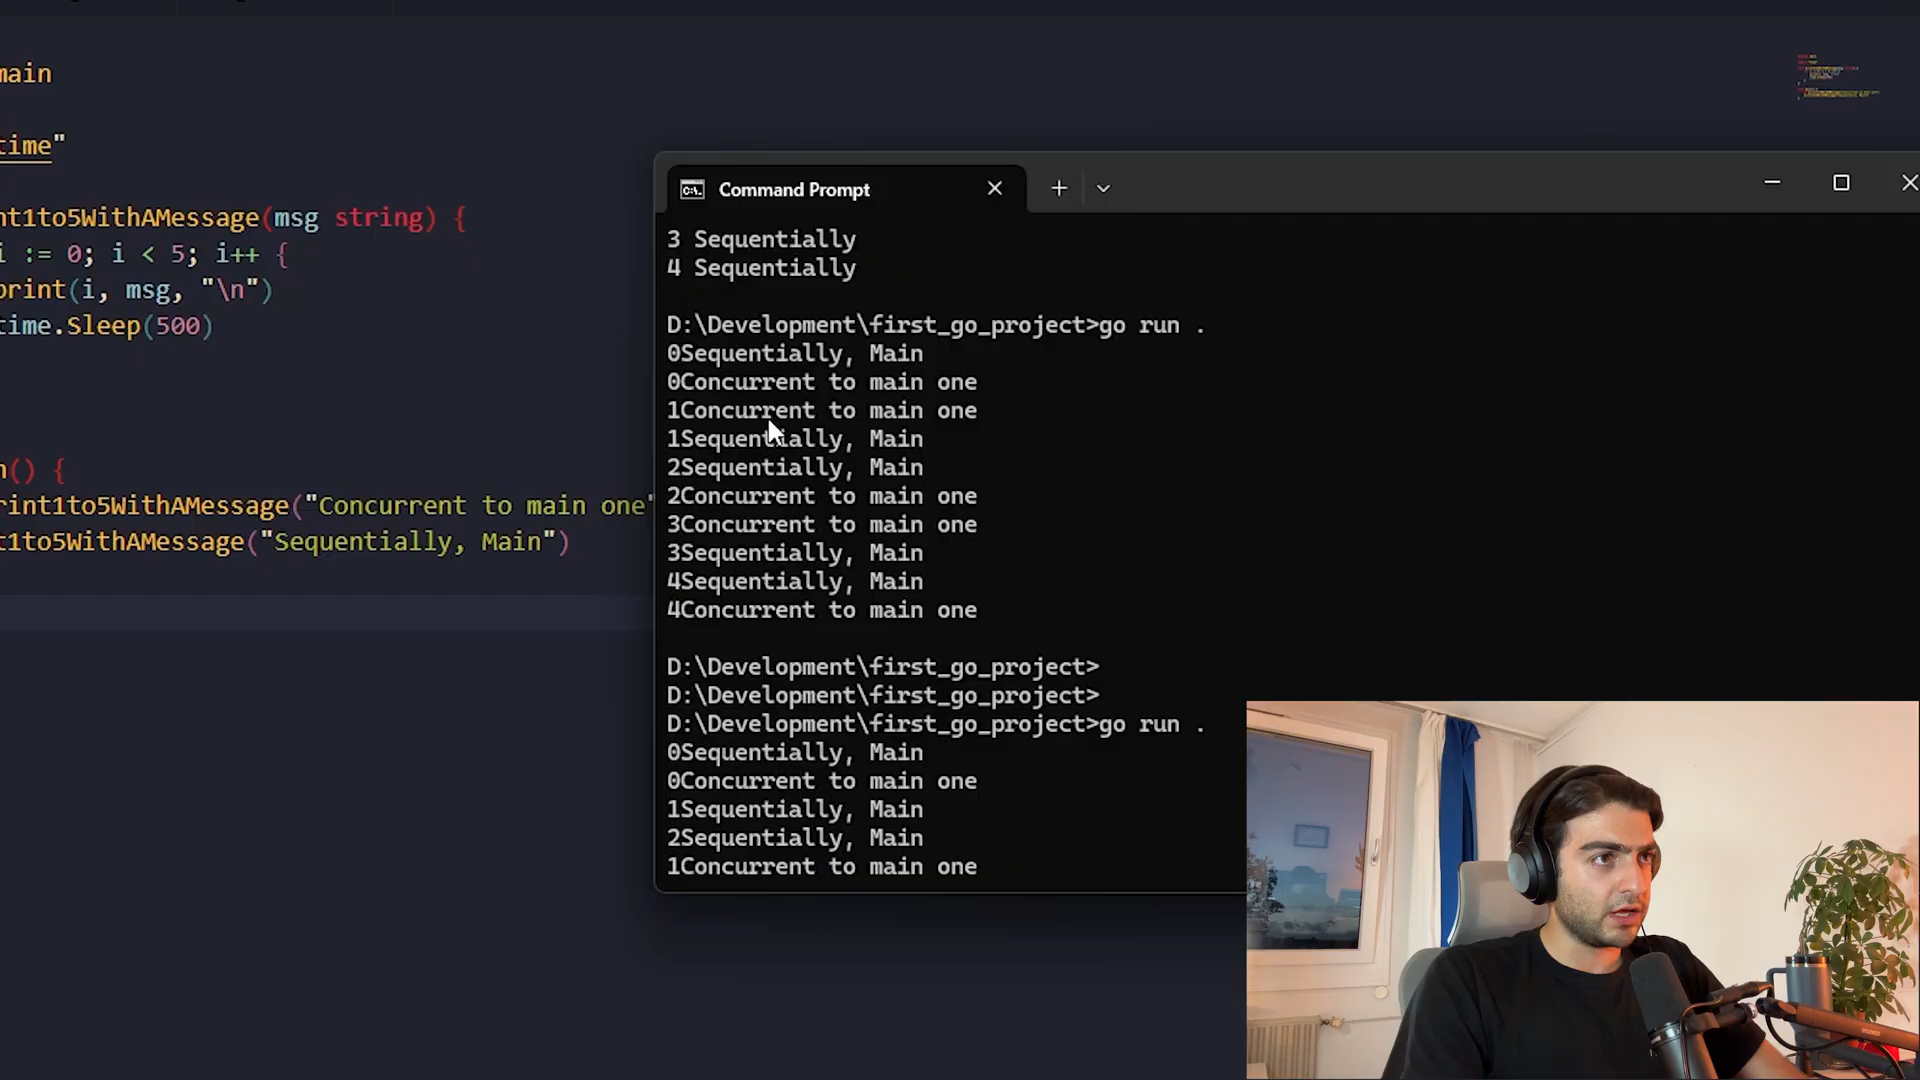 main
time"
nt1to5WithAMessage(msg string) {
i := 0; i < 5; i++ {
print(i, msg, "\n")
time.Sleep(500)
n() {
rint1to5WithAMessage("Concurrent to main one"
t1to5WithAMessage("Sequentially, Main")
Command Prompt
3 Sequentially
4 Sequentially
D:\Development\first_go_project>go run .
0Sequentially, Main
0Concurrent to main one
1Concurrent to main one
1Sequentially, Main
2Sequentially, Main
2Concurrent to main one
3Concurrent to main one
3Sequentially, Main
4Sequentially, Main
4Concurrent to main one
D:\Development\first_go_project>
D:\Development\first_go_project>
D:\Development\first_go_project>go run .
0Sequentially, Main
0Concurrent to main one
1Sequentially, Main
2Sequentially, Main
1Concurrent to main one